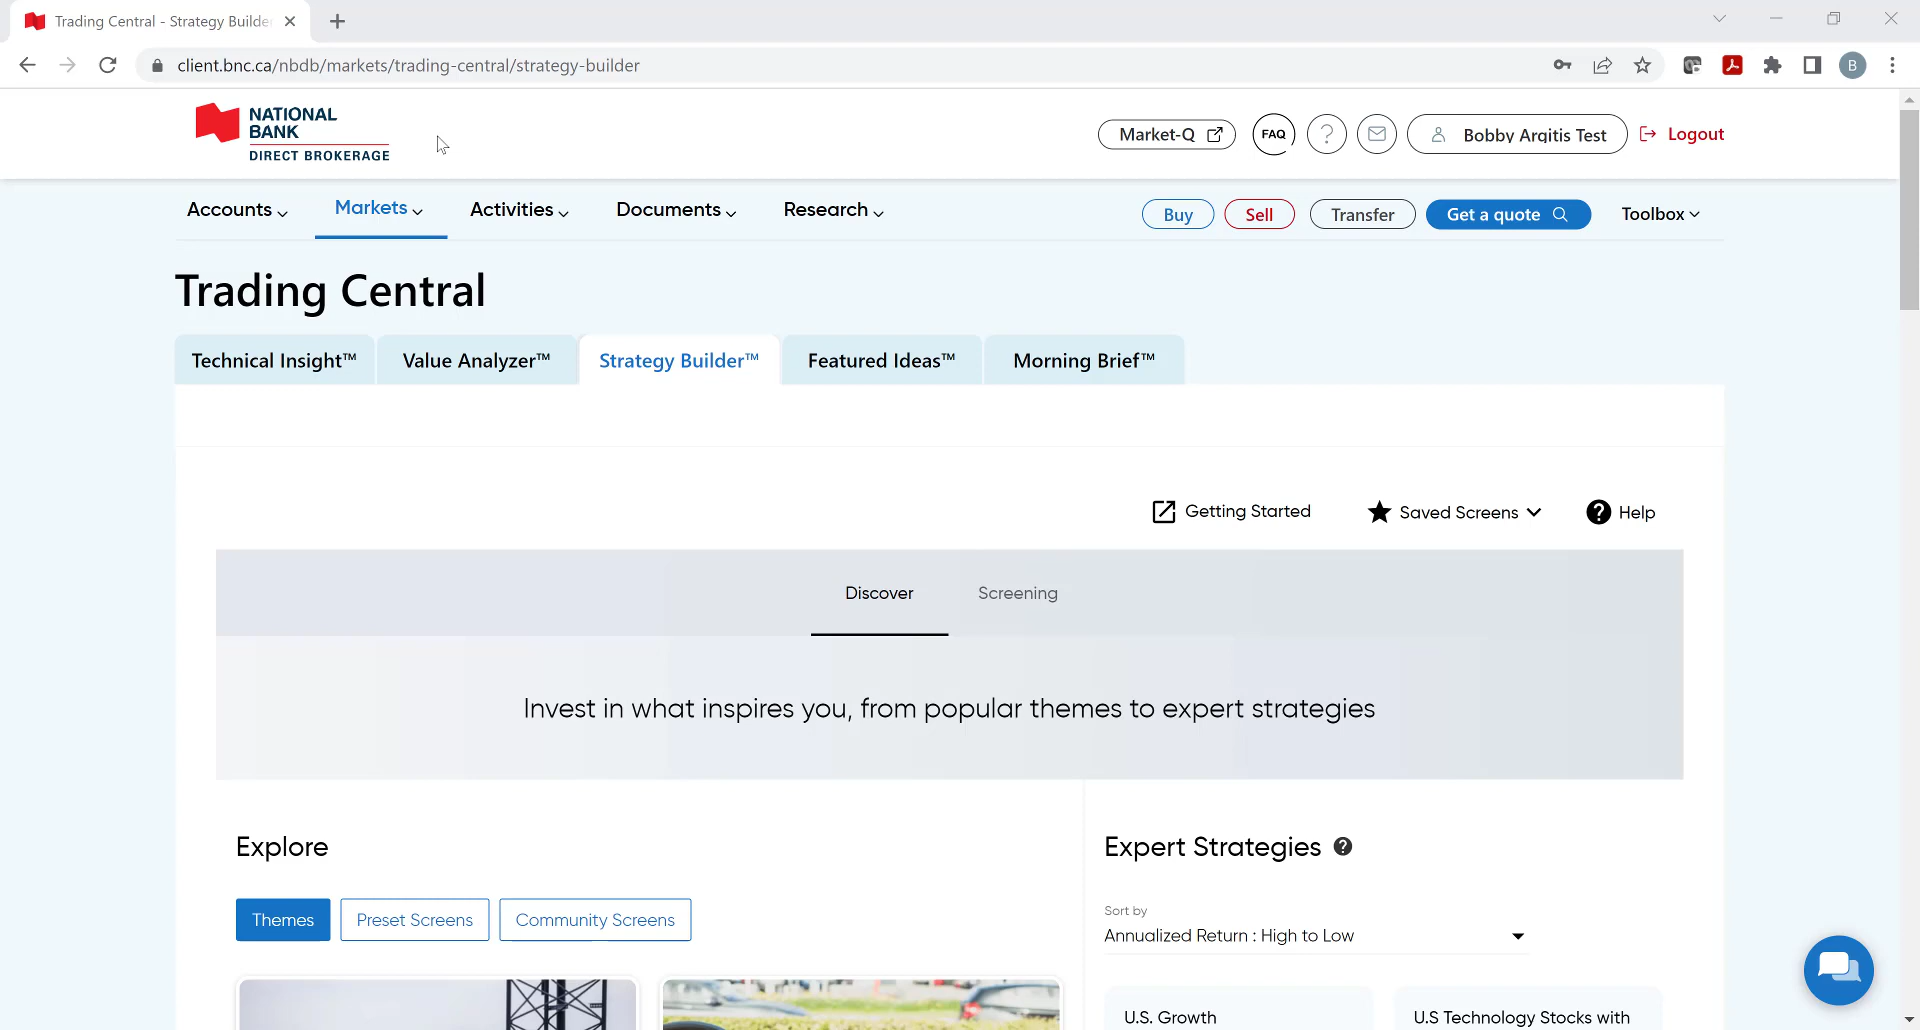 Trading Central - Strategy Builde
client.bnc.ca/nbdb/markets/trading-central/strategy-builder
B
NATIONAL
BANK
DIRECT BROKERAGE
Market-Q
FAQ
?
Bobby Argitis Test
Logout
Accounts
Markets
Activities
Documents
Research
Buy
Sell
Transfer
Get a quote
Toolbox
Trading Central
Technical Insight™
Value Analyzer™
Strategy Builder™
Featured Ideas™
Morning Brief™
Getting Started
Saved Screens
? Help
Discover
Screening
Invest in what inspires you, from popular themes to expert strategies
Explore
Expert Strategies ?
Themes
Preset Screens
Community Screens
Sort by
Annualized Return : High to Low
U.S. Growth
U.S Technology Stocks with